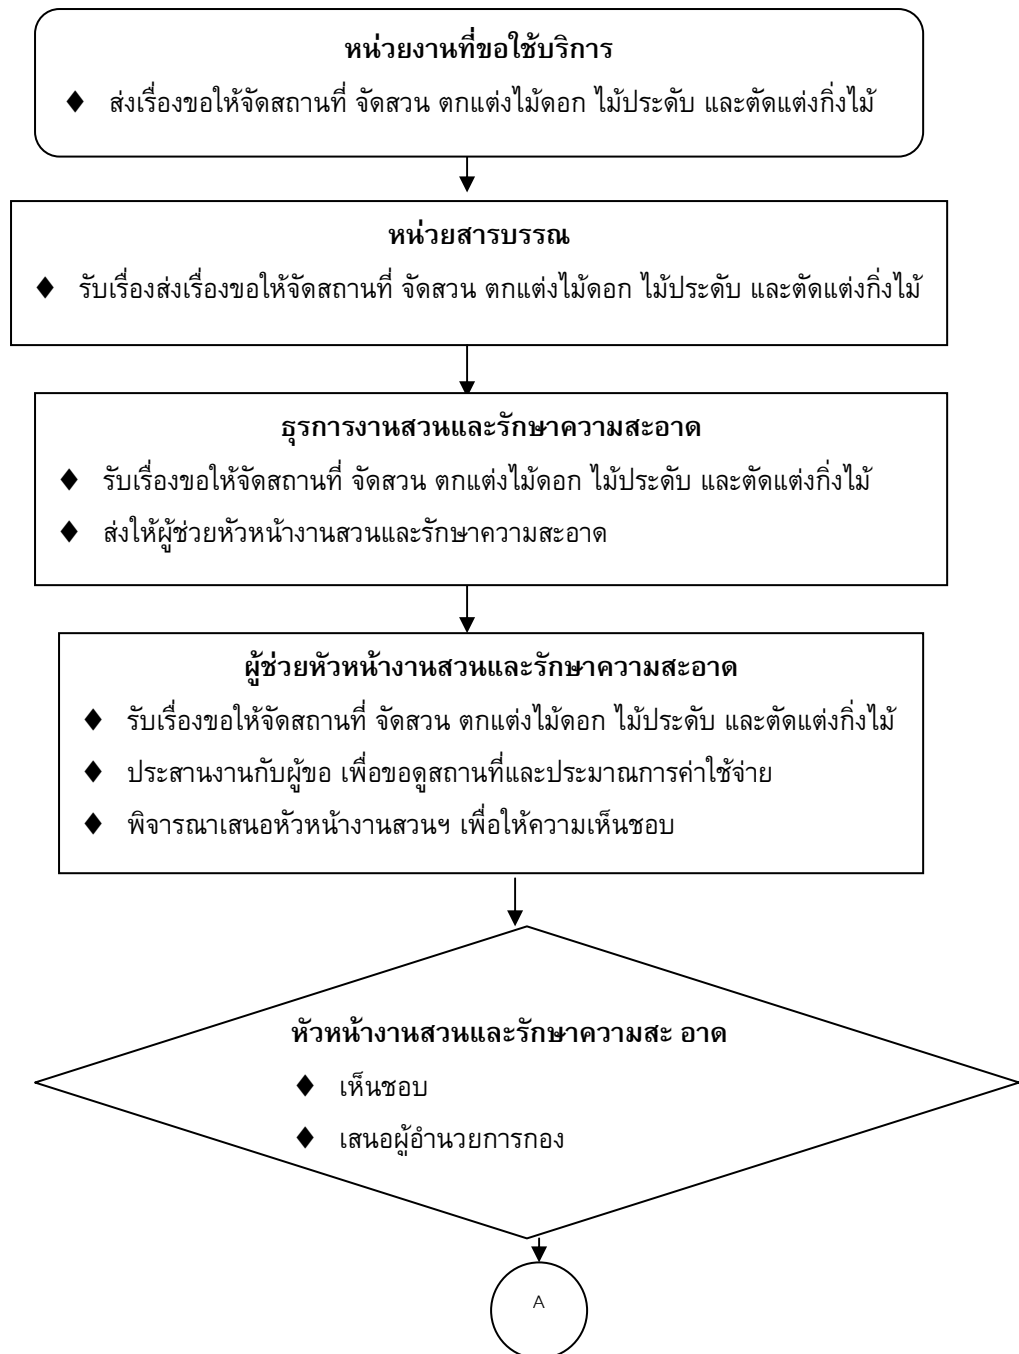 หน่วยงานที่ขอใช้บริการ
♦ ส่งเรื่องขอให้จัดสถานที่ จัดสวน ตกแต่งไม้ดอก ไม้ประดับ และตัดแต่งกิ่งไม้
หน่วยสารบรรณ
♦ รับเรื่องส่งเรื่องขอให้จัดสถานที่ จัดสวน ตกแต่งไม้ดอก ไม้ประดับ และตัดแต่งกิ่งไม้
ธุรการงานสวนและรักษาความสะอาด
♦ รับเรื่องขอให้จัดสถานที่ จัดสวน ตกแต่งไม้ดอก ไม้ประดับ และตัดแต่งกิ่งไม้
♦ ส่งให้ผู้ช่วยหัวหน้างานสวนและรักษาความสะอาด
ผู้ช่วยหัวหน้างานสวนและรักษาความสะอาด
♦ รับเรื่องขอให้จัดสถานที่ จัดสวน ตกแต่งไม้ดอก ไม้ประดับ และตัดแต่งกิ่งไม้
♦ ประสานงานกับผู้ขอ เพื่อขอดูสถานที่และประมาณการค่าใช้จ่าย
♦ พิจารณาเสนอหัวหน้างานสวนฯ เพื่อให้ความเห็นชอบ
หัวหน้างานสวนและรักษาความสะ อาด
♦ เห็นชอบ
♦ เสนอผู้อำนวยการกอง
A